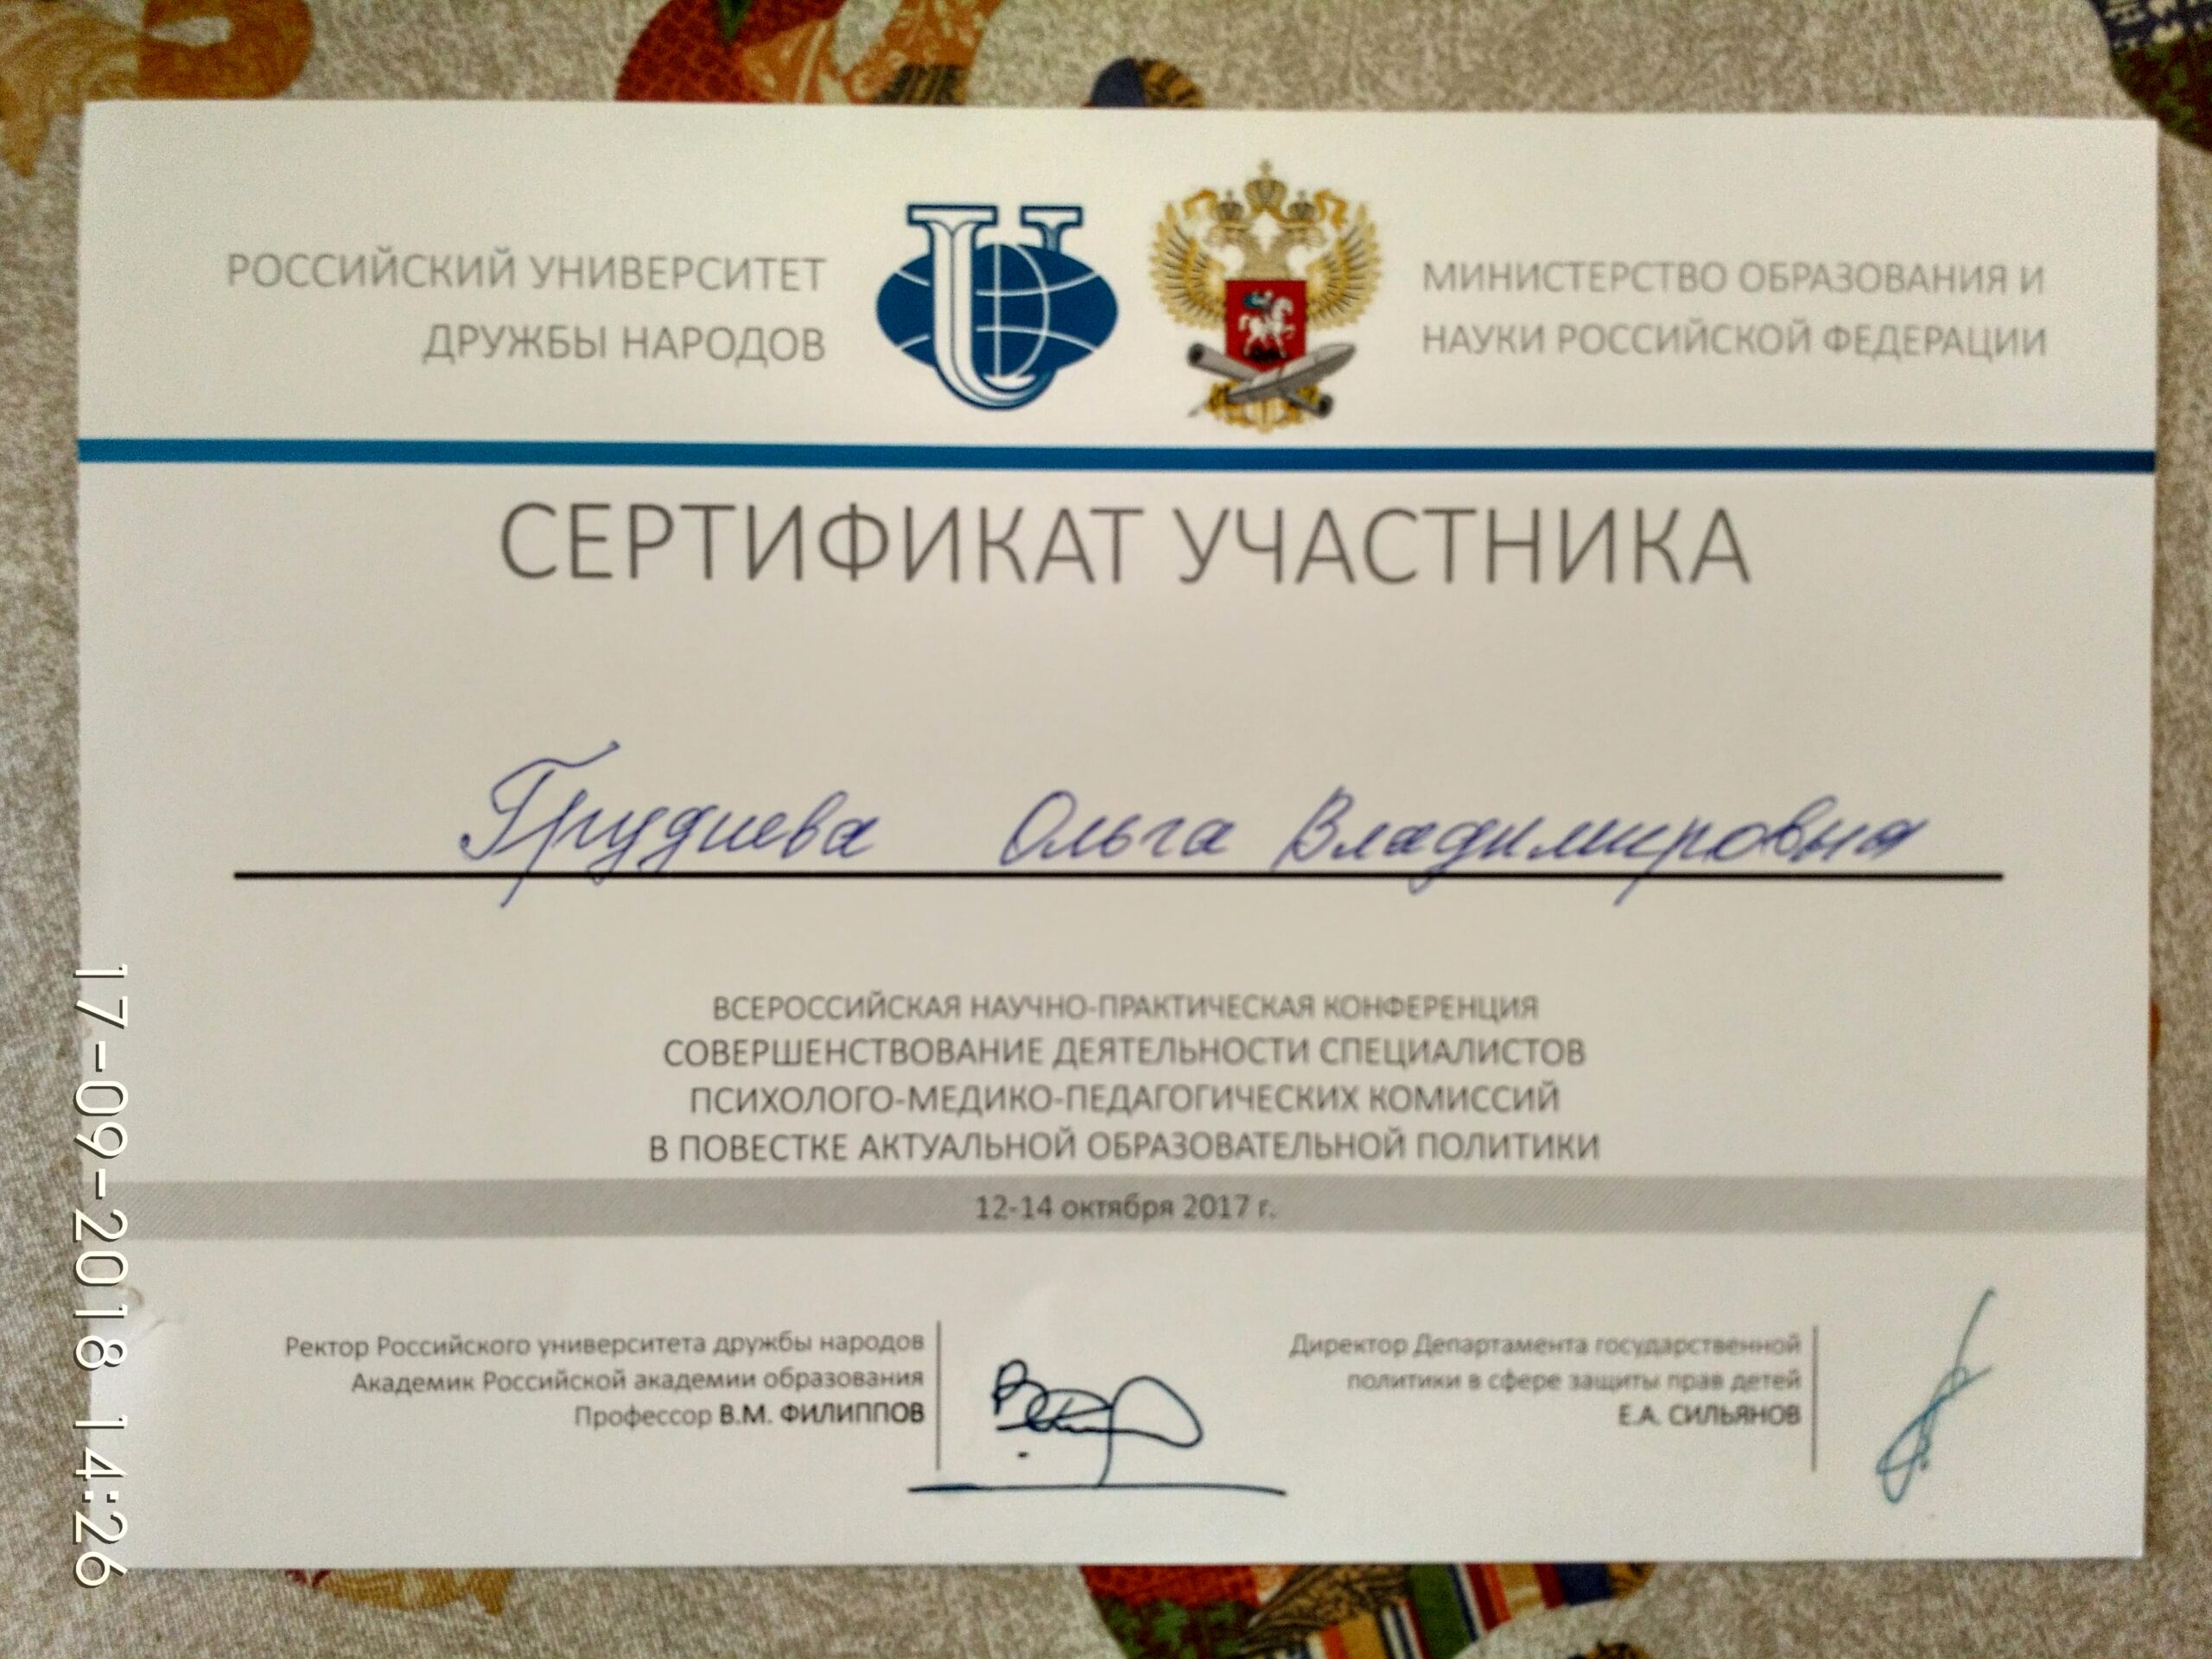 РОССИЙСКИЙ УНИВЕРСИТЕТ
ДРУЖБЫ НАРОДОВ
МИНИСТЕРСТВО ОБРАЗОВАНИЯ И
НАУКИ РОССИЙСКОЙ ФЕДЕРАЦИИ
СЕРТИФИКАТ УЧАСТНИКА
Ольга Владимировна
ВСЕРОССИЙСКАЯ НАУЧНО-ПРАКТИЧЕСКАЯ КОНФЕРЕНЦИЯ
СОВЕРШЕНСТВОВАНИЕ ДЕЯТЕЛЬНОСТИ СПЕЦИАЛИСТОВ
ПСИХОЛОГО-МЕДИКО-ПЕДАГОГИЧЕСКИХ КОМИССИЙ
В ПОВЕСТКЕ АКТУАЛЬНОЙ ОБРАЗОВАТЕЛЬНОЙ ПОЛИТИКИ
12-14 октября 2017 г.
Ректор Российского университета дружбы народов
Академик Российской академии образования
Профессор В.М. ФИЛИППОВ
Директор Департамента государственной
политики в сфере защиты прав детей
Е.А. СИЛЬЯНОВ
17-09-2018 14:26